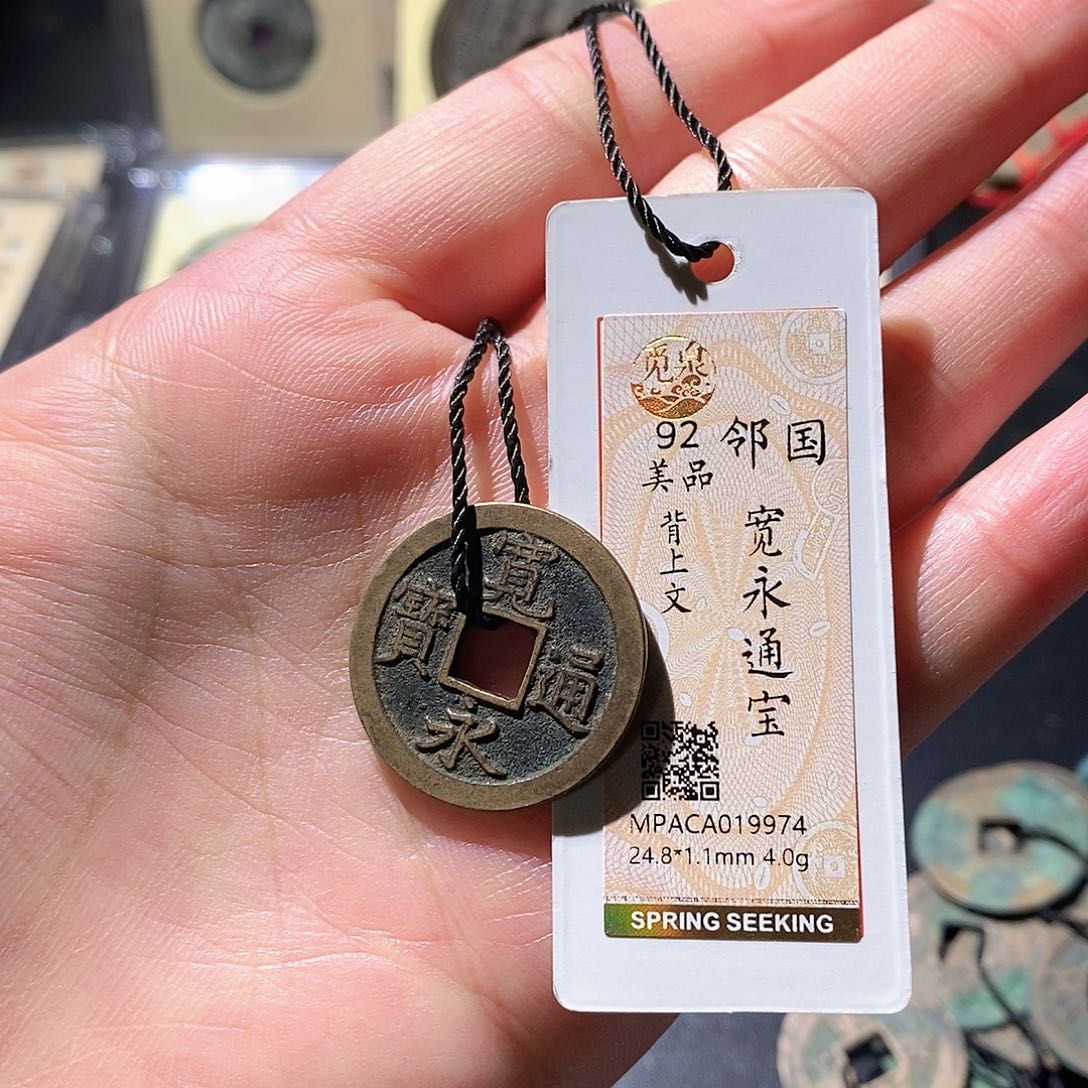 寬永通寳
觅泉
92
美品
背上文
邻国
宽永通宝
MPACA019974
24.8*1.1mm 4.0g
SPRING SEEKING